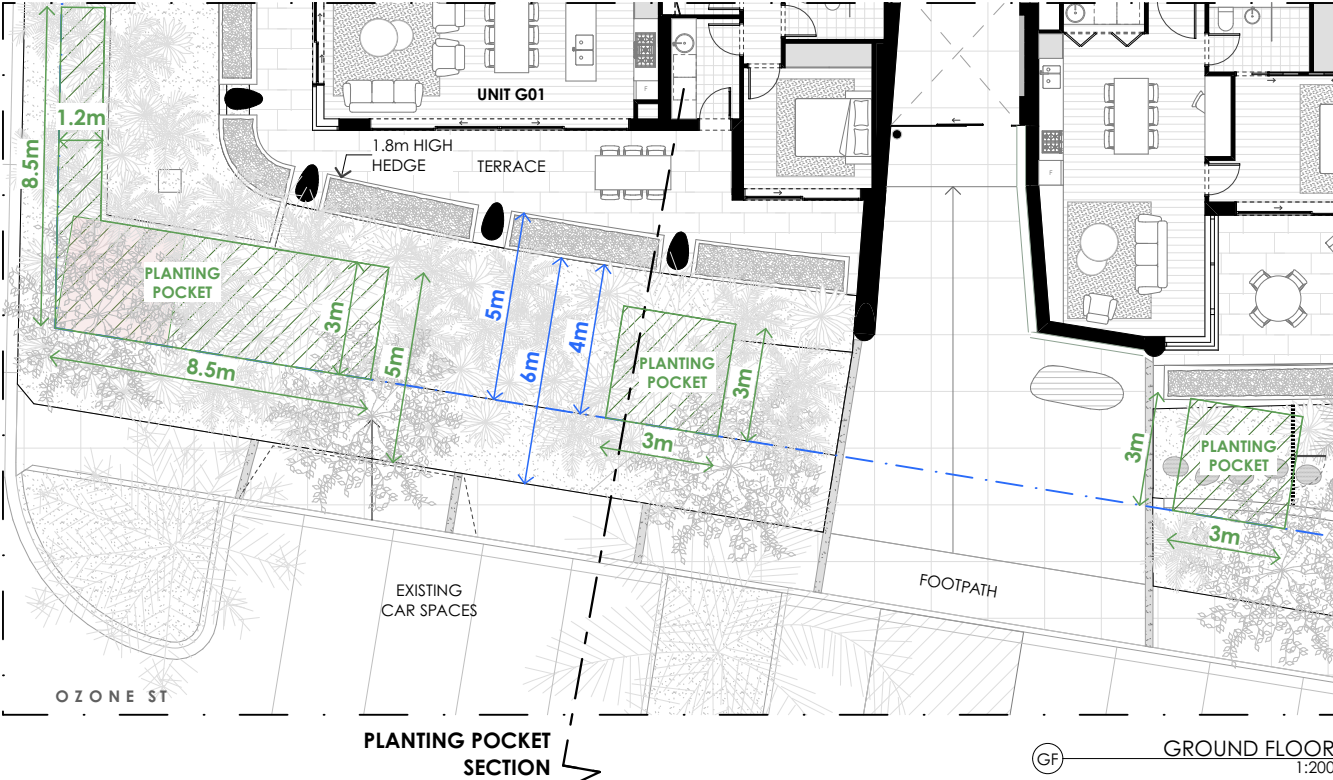 UNIT G01
1.2m
8.5m
1.8m HIGH
HEDGE
TERRACE
F
F
PLANTING
POCKET
3m
5m
8.5m
5m
6m
4m
PLANTING
POCKET
3m
3m
3m
PLANTING
POCKET
3m
EXISTING
CAR SPACES
FOOTPATH
OZONE ST
PLANTING POCKET
SECTION
GF
GROUND FLOOR
1:200